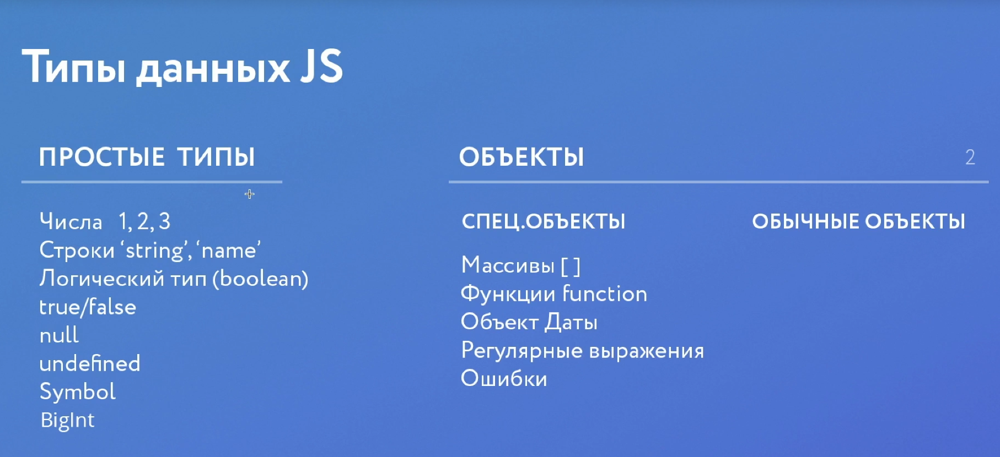 Типы данных JS
ПРОСТЫЕ ТИПЫ
Числа 1, 2, 3
Строки ‘string’, ‘name’
Логический тип (boolean)
true/false
null
undefined
Symbol
BigInt
ОБЪЕКТЫ 2
СПЕЦ.ОБЪЕКТЫ
Массивы [ ]
Функции function
Объект Даты
Регулярные выражения
Ошибки
ОБЫЧНЫЕ ОБЪЕКТЫ